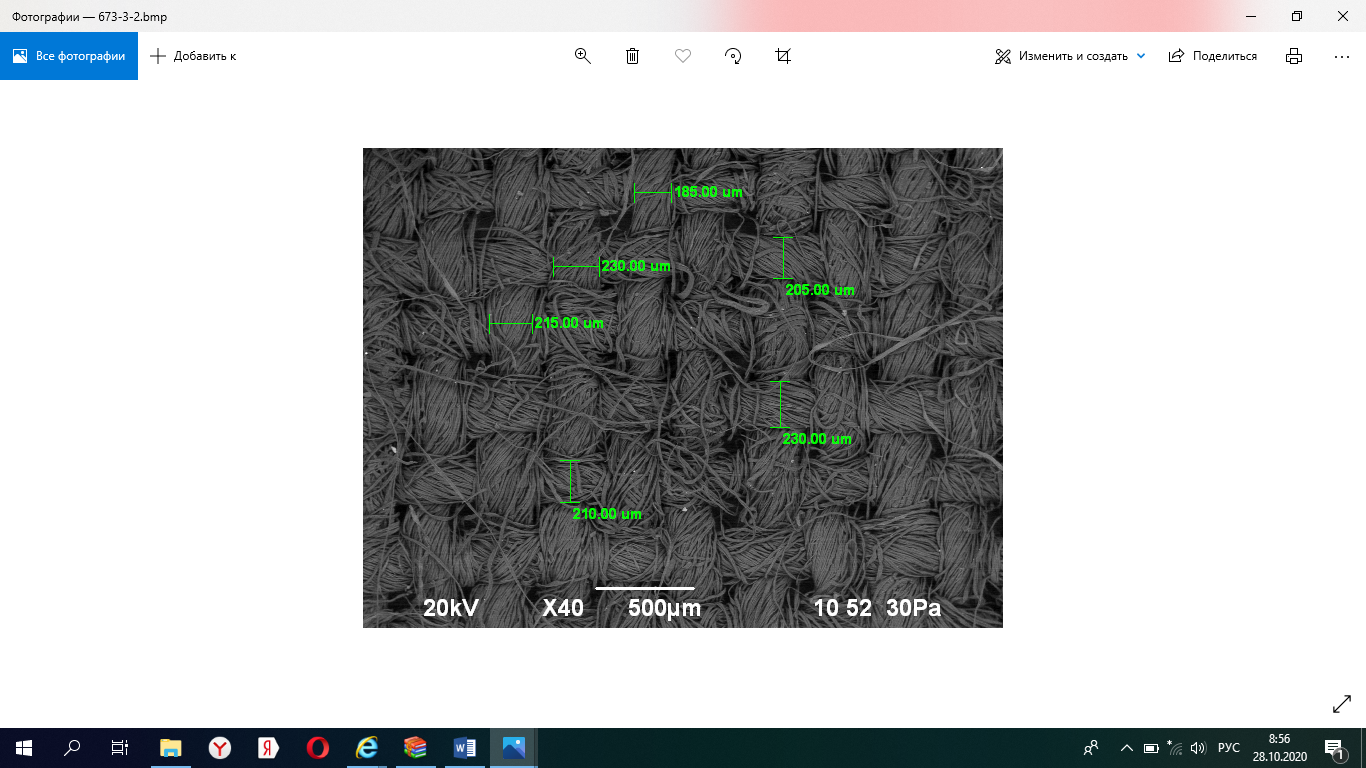 Фотографии — 673-3-2.bmp
Все фотографии
Добавить к
Изменить и создать
Поделиться
185.00 um
230.00 um
205.00 um
215.00 um
230.00 um
210.00 um
20kV X40 500µm 10 52 30Pa
РУС
8:56
28.10.2020
1